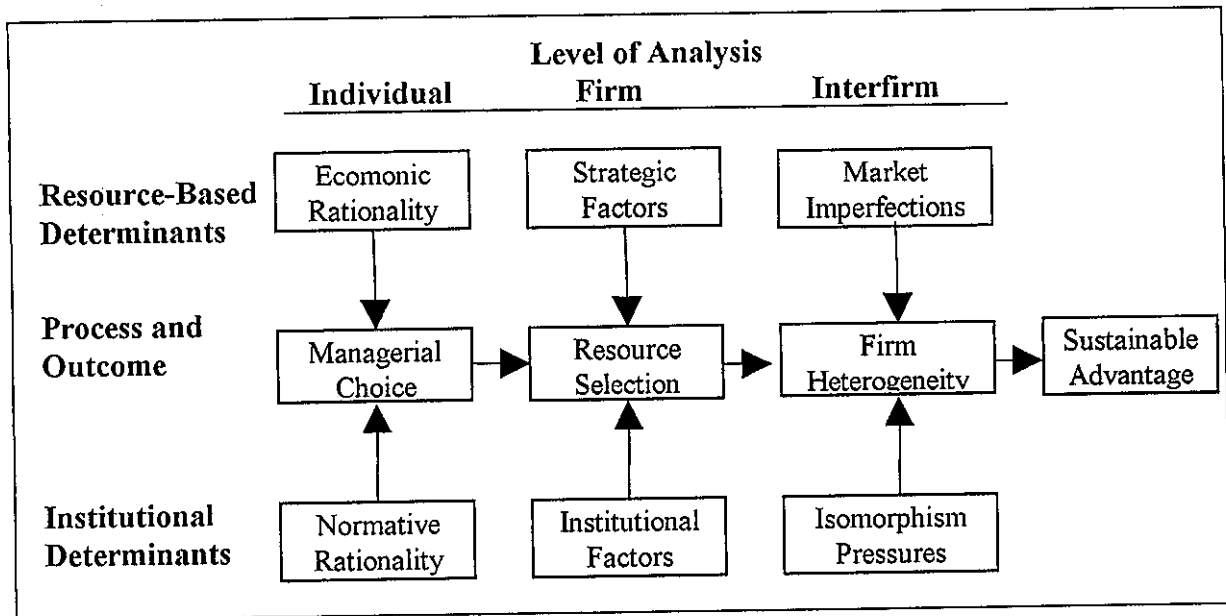 Level of Analysis
Individual Firm Interfirm
Resource-Based
Determinants
Ecomonic
Rationality
Strategic
Factors
Market
Imperfections
Process and
Outcome
Managerial
Choice
Resource
Selection
Firm
Heterogeneity
Sustainable
Advantage
Institutional
Determinants
Normative
Rationality
Institutional
Factors
Isomorphism
Pressures